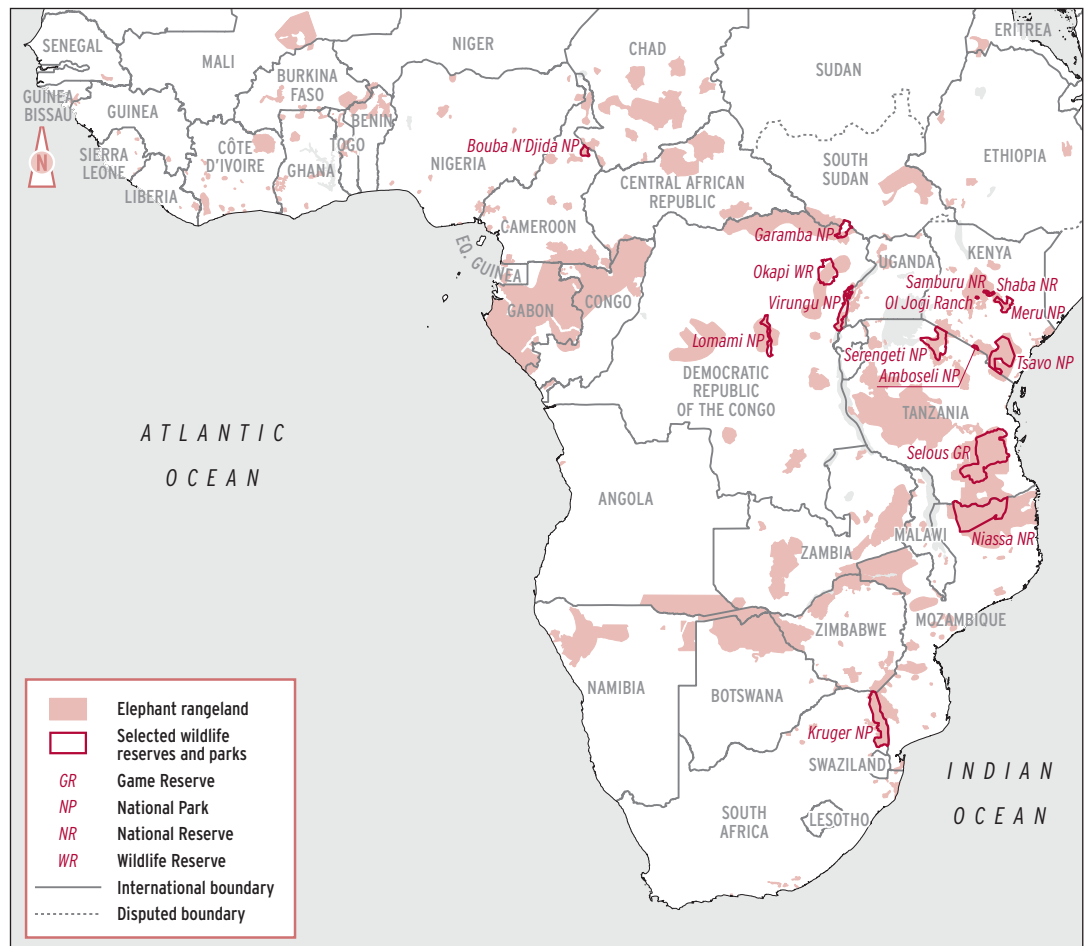 SENEGAL
MALI
NIGER
CHAD
SUDAN
ERITREA
GUINEA
BISSAU
GUINEA
BURKINA
FASO
BENIN
TOGO
SIERRA
LEONE
CÔTE
D'IVOIRE
GHANA
NIGERIA
LIBERIA
Bouba N'Djida NP
CENTRAL AFRICAN
REPUBLIC
SOUTH
SUDAN
ETHIOPIA
N
CAMEROON
EQ. GUINEA
GABON
CONGO
Garamba NP
Okapi WR
Virungu NP
Lomami NP
UGANDA
KENYA
Samburu NR
Shaba NR
Ol Jogi Ranch
Meru NP
Serengeti NP
Amboseli NP
Tsavo NP
DEMOCRATIC
REPUBLIC
OF THE CONGO
TANZANIA
Selous GR
ATLANTIC
OCEAN
ANGOLA
ZAMBIA
MALAWI
Niassa NR
ZIMBABWE
MOZAMBIQUE
NAMIBIA
BOTSWANA
Kruger NP
SWAZILAND
SOUTH
AFRICA
LESOTHO
INDIAN
OCEAN
Elephant rangeland
Selected wildlife
reserves and parks
GR Game Reserve
NP National Park
NR National Reserve
WR Wildlife Reserve
International boundary
Disputed boundary